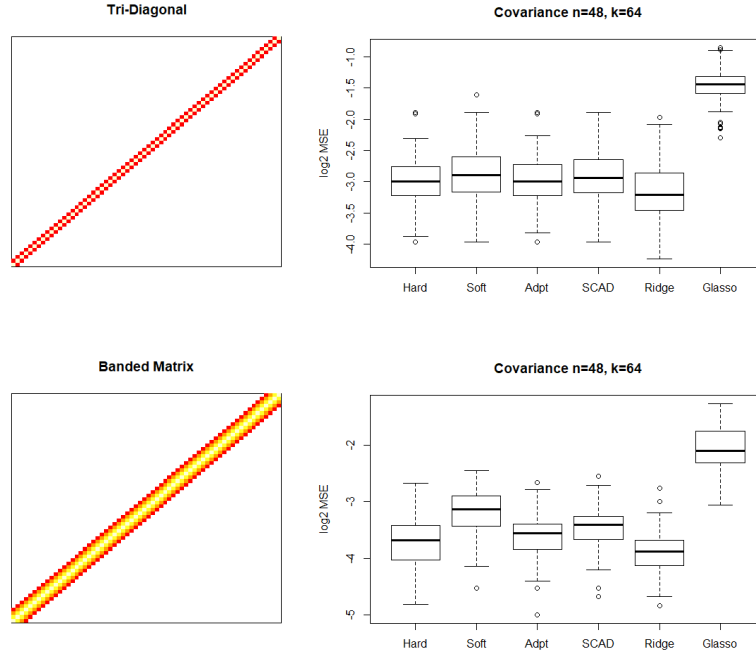 Tri-Diagonal
Covariance n=48, k=64
log2 MSE
-1.0
-1.5
-2.0
-2.5
-3.0
-3.5
-4.0
Hard Soft Adpt SCAD Ridge Glasso
Banded Matrix
Covariance n=48, k=64
log2 MSE
-2
-3
-4
-5
Hard Soft Adpt SCAD Ridge Glasso